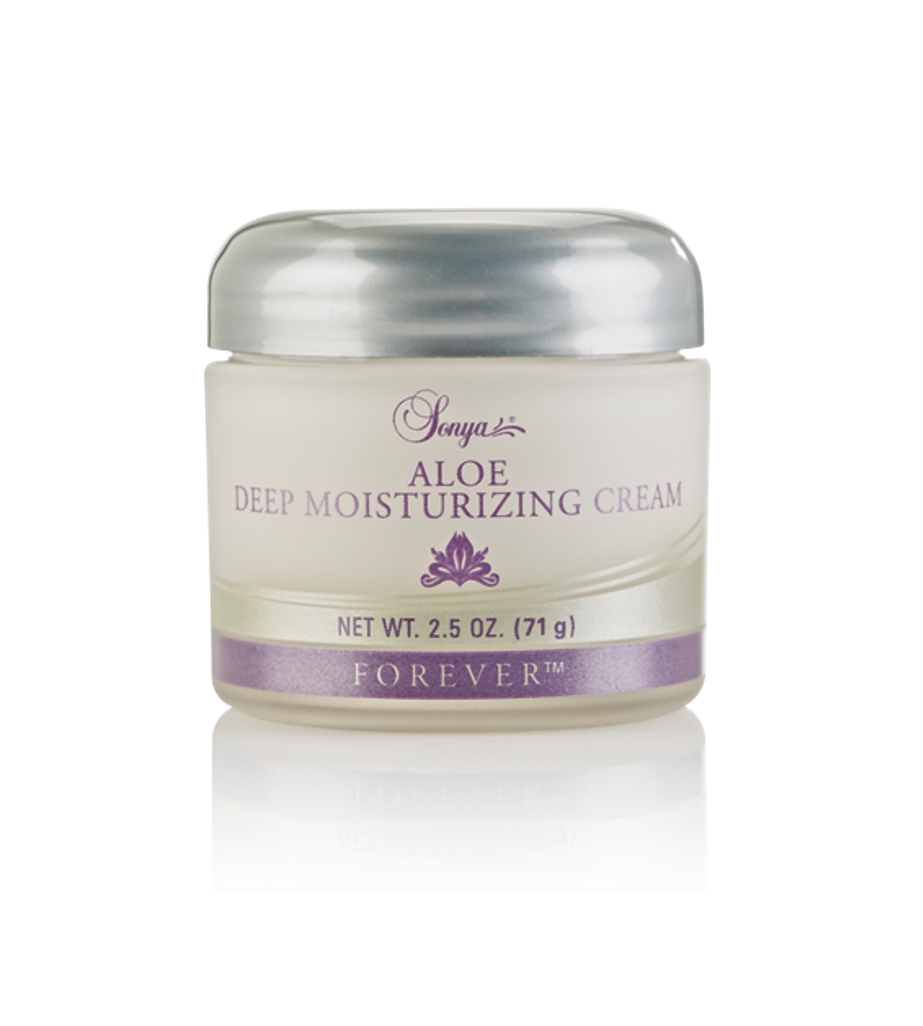 Sonya®
ALOE
DEEP MOISTURIZING CREAM
NET WT. 2.5 OZ. (71 g)
FOREVER™